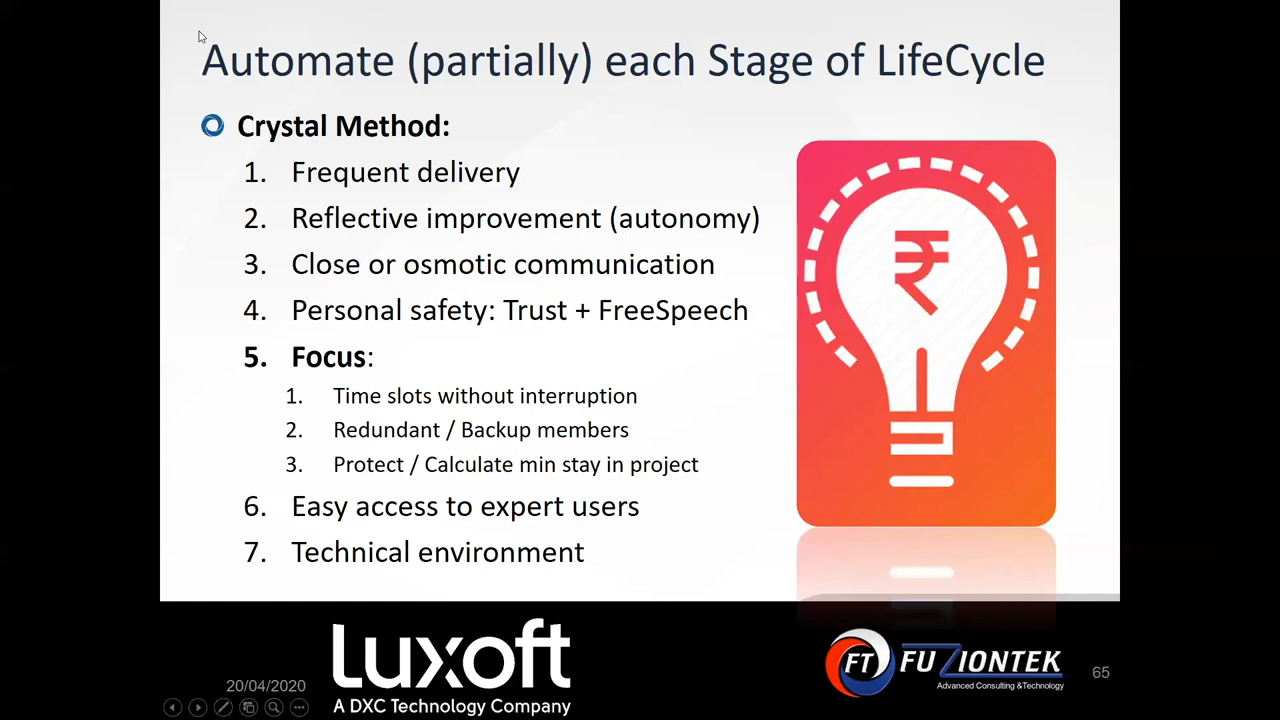 Automate (partially) each Stage of LifeCycle
Crystal Method:
1. Frequent delivery
2. Reflective improvement (autonomy)
3. Close or osmotic communication
4. Personal safety: Trust + FreeSpeech
5. Focus:
1. Time slots without interruption
2. Redundant / Backup members
3. Protect / Calculate min stay in project
6. Easy access to expert users
7. Technical environment
₹
20/04/2020
Luxoft
A DXC Technology Company
FT FUZIONTEK
Advanced Consulting &Technology
65